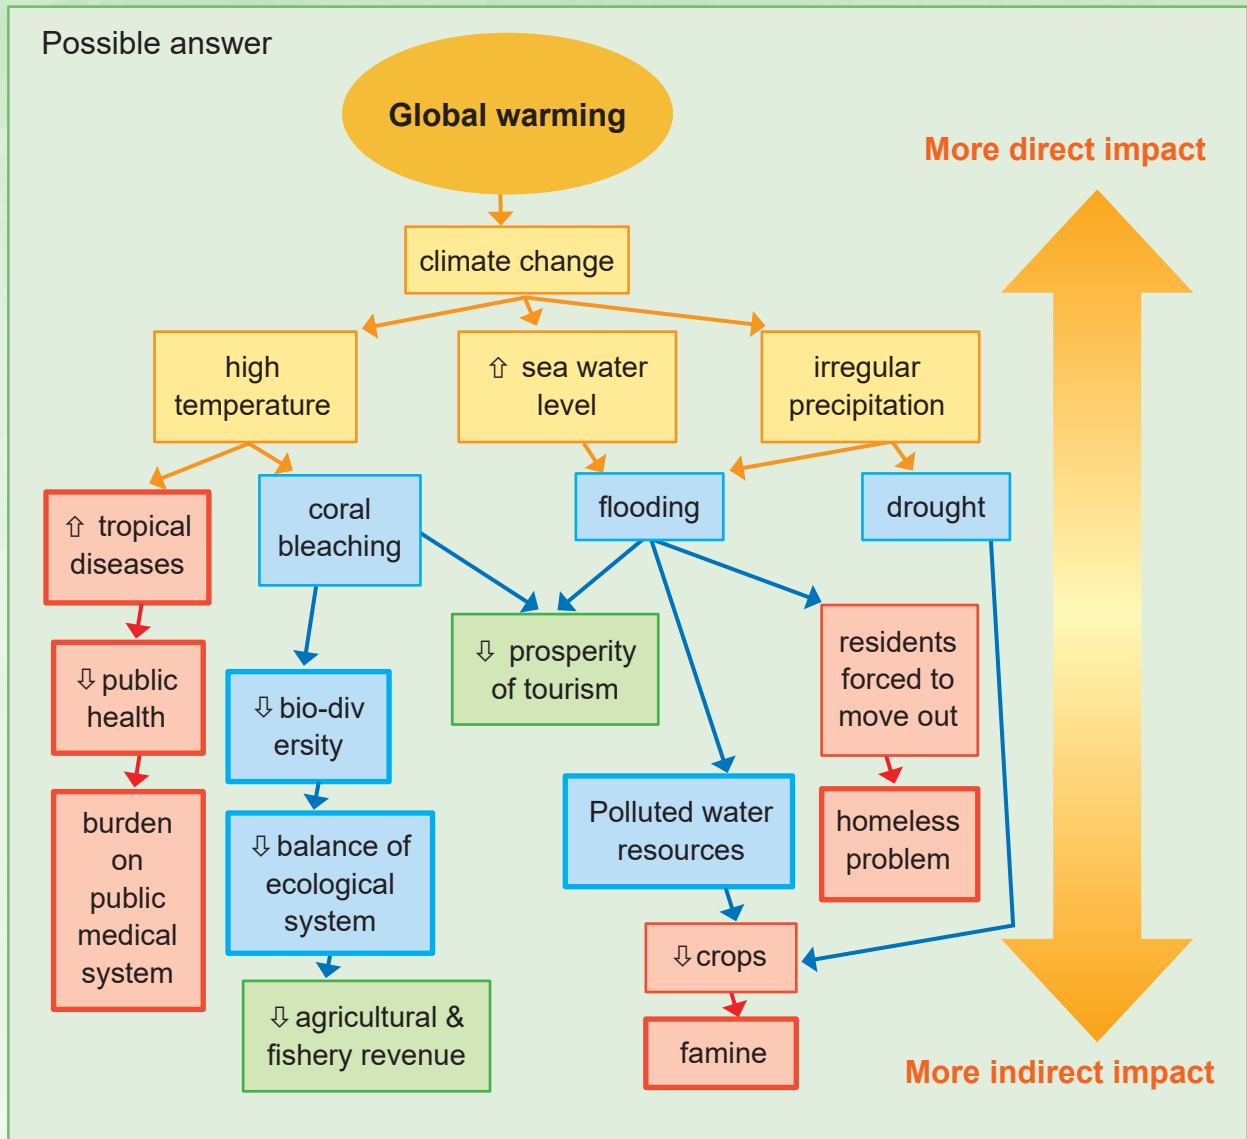 Possible answer
Global warming
More direct impact
climate change
high
temperature
⇧ sea water
level
irregular
precipitation
⇧ tropical
diseases
coral
bleaching
flooding
drought
⇩ public
health
⇩ bio-div
ersity
⇩ prosperity
of tourism
residents
forced to
move out
burden
on
public
medical
system
⇩ balance of
ecological
system
Polluted water
resources
homeless
problem
⇩ crops
⇩ agricultural &
fishery revenue
famine
More indirect impact